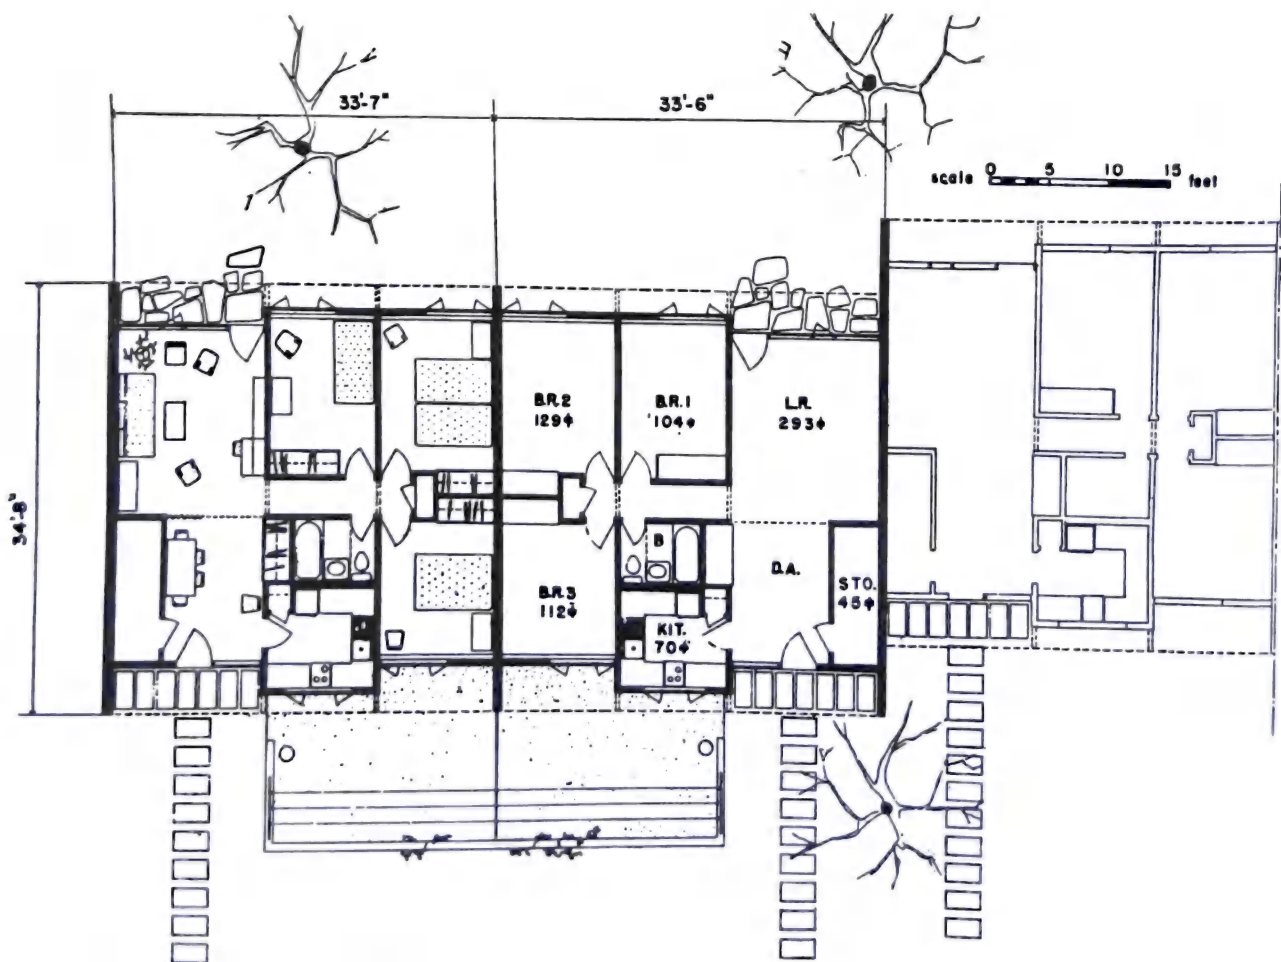 33'-7"
33'-6"
scale 0 5 10 15 feet
34'-8"
B.R.2
129⌀
B.R.1
104⌀
L.R.
293⌀
B
D.A.
STO.
45⌀
B.R.3
112⌀
KIT.
70⌀